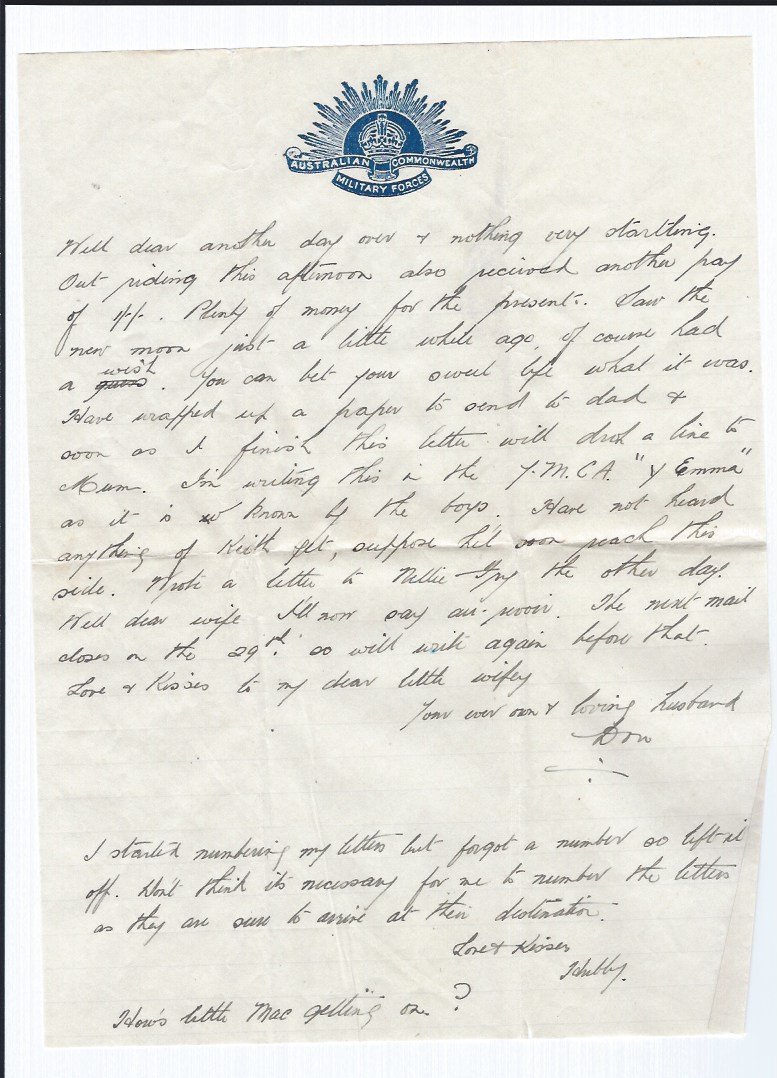 AUSTRALIAN COMMONWEALTH
MILITARY FORCES
Well dear another day over & nothing very startling.
Out riding this afternoon also recieved another pay
of . Plenty of money for the present. Saw the
new moon just a little while ago, of course had
a wish. You can bet your sweet life what it was.
Have wrapped up a paper to send to dad &
soon as I finish this letter will drop a line to
Mum. I'm writing this in the Y.M.C.A. "Y Emma"
as it is known by the boys. Have not heard
anything of Keith yet, suppose he'll soon reach this
side. Wrote a letter to Nellie the other day.
Well dear wife I'll now say au-revoir. The next mail
closes on the 29th. so will write again before that.
Love & Kisses to my dear little wifey
Your ever own & loving husband
Don
I started numbering my letters but forgot a number so left it
off. Don't think its necessary for me to number the letters
as they are sure to arrive at their destination.
Love & Kisses
Hubby.
How's little Mac getting on. ?